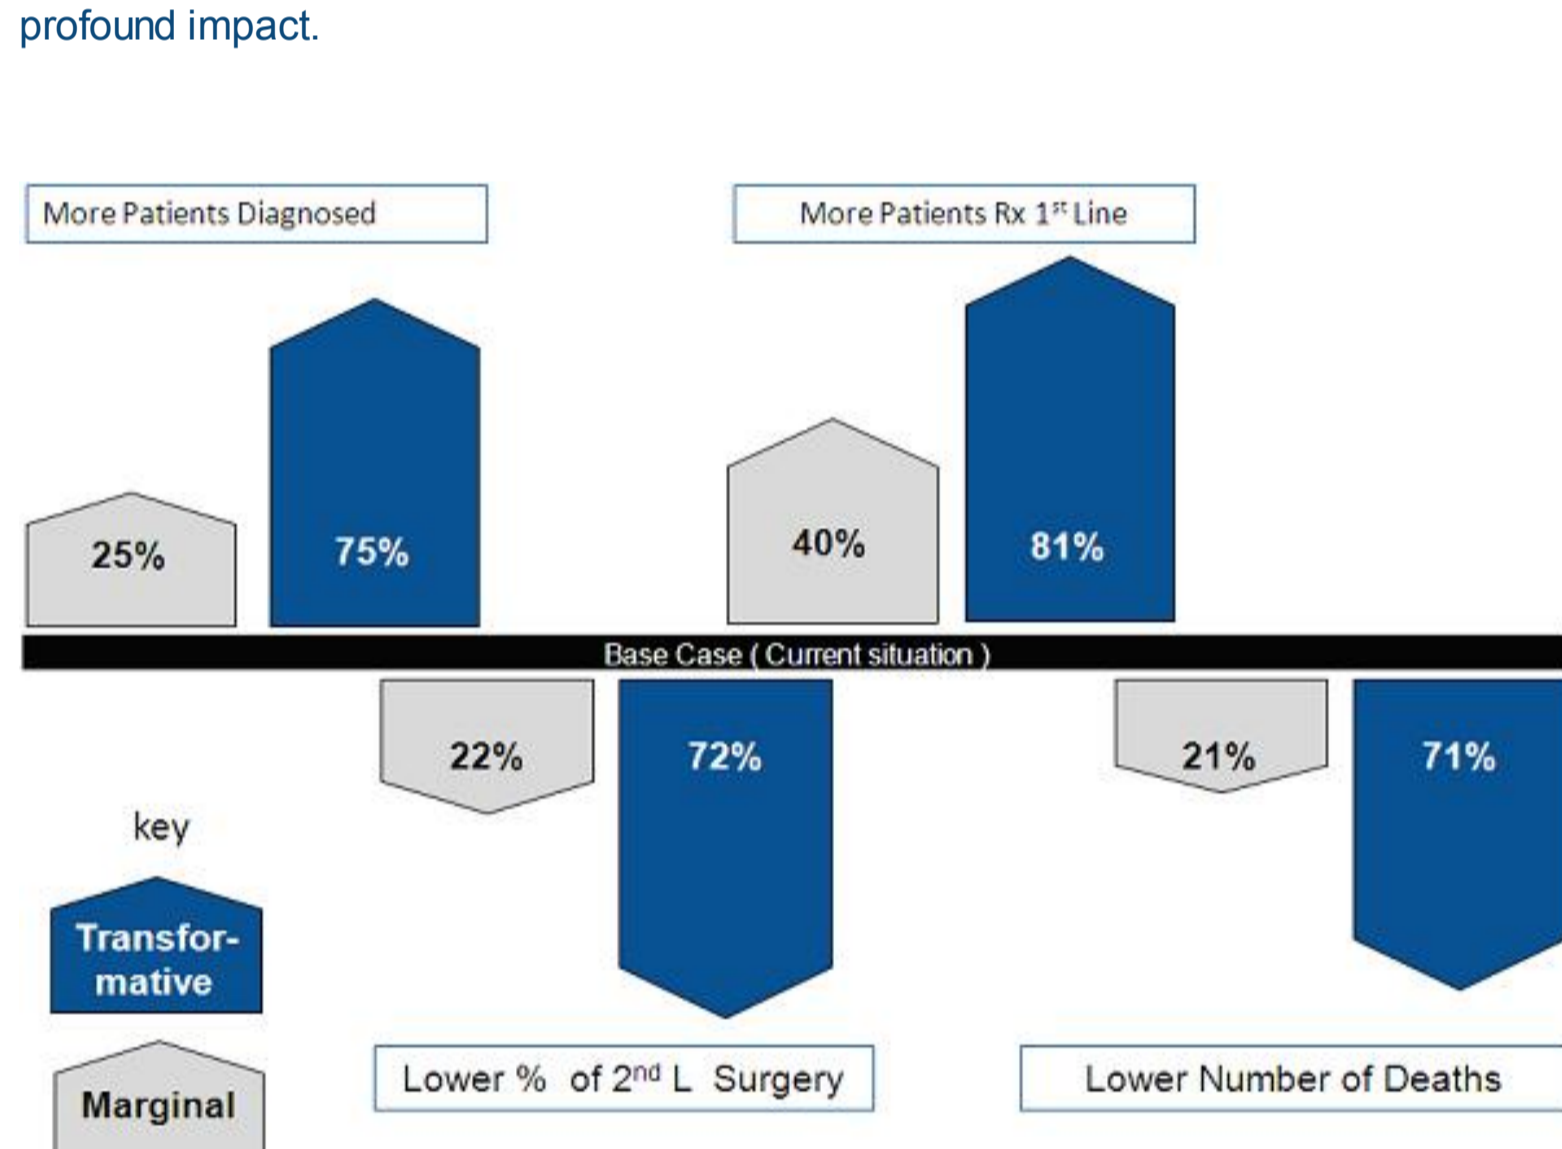 profound impact.
More Patients Diagnosed
More Patients Rx 1st Line
25%
75%
40%
81%
Base Case ( Current situation )
22%
72%
21%
71%
key
Transfor-
mative
Marginal
Lower % of 2nd L Surgery
Lower Number of Deaths